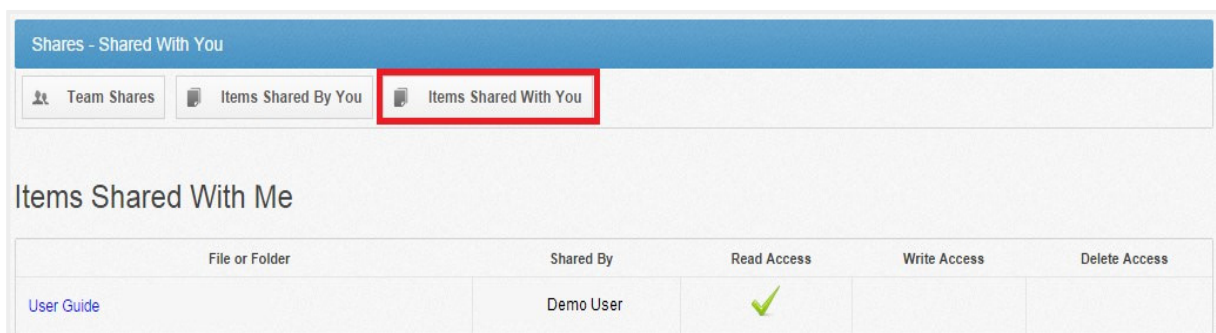 Shares - Shared With You
Team Shares Items Shared By You Items Shared With You
Items Shared With Me
File or Folder Shared By Read Access Write Access Delete Access
User Guide Demo User